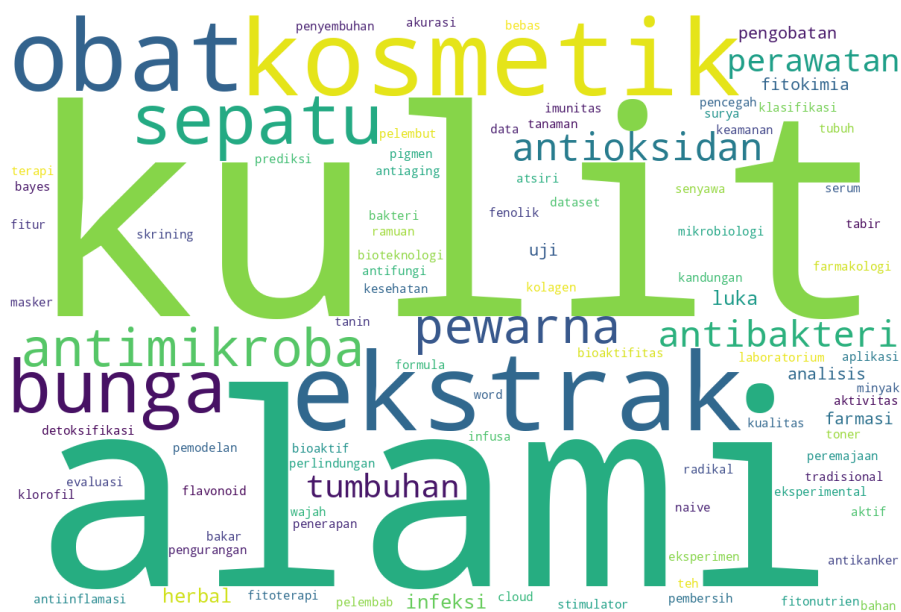 penyembuhan akurasi bebas
obat kosmetik pengobatan
perawatan
fitokimia
sepatu imunitas pencegah klasifikasi
data tanaman surya
pelembut keamanan tubuh
prediksi pigmen antioksidan
kulit
terapi antiaging atsiri senyawa serum
bayes fenolik dataset
fitur bakteri tabir
skrining ramuan mikrobiologi
bioteknologi uji
antifungi farmakologi
kesehatan kolagen kandungan
masker luka
tanin pewarna antibakteri
antimikroba bioaktifitas laboratorium aplikasi
formula analisis
bunga ekstrak minyak
word aktivitas
kualitas farmasi
detoksifikasi infusa toner
pemodelan bioaktif peremajaan
perlindungan radikal tradisional
alami
evaluasi tumbuhan eksperimental
klorofil flavonoid
wajah naive aktif
penerapan
bakar
pengurangan eksperimen antikanker
teh
antiinflamasi herbal fitoterapi pelembab infeksi cloud stimulator pembersih fitonutrien bahan